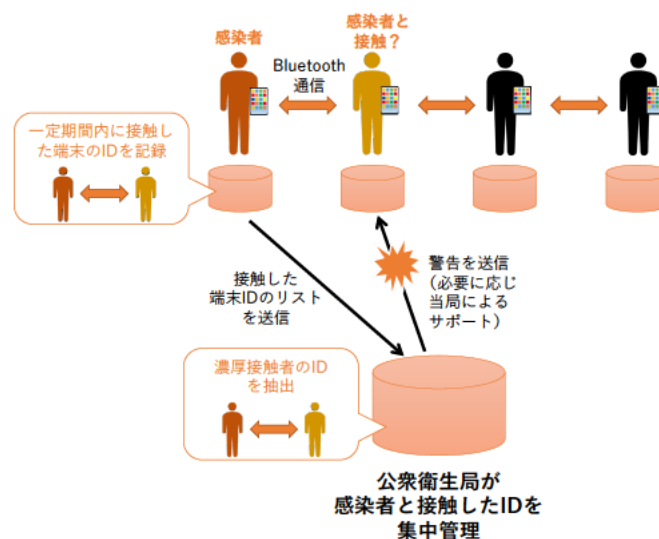 感染者
感染者と
接触？
Bluetooth
通信
一定期間内に接触し
た端末のIDを記録
接触した
端末IDのリスト
を送信
警告を送信
（必要に応じ
当局による
サポート）
濃厚接触者のID
を抽出
公衆衛生局が
感染者と接触したIDを
集中管理